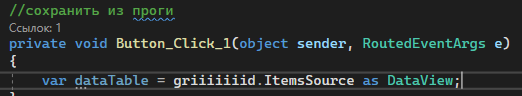 //сохранить из проги
Ссылок: 1
private void Button_Click_1(object sender, RoutedEventArgs e)
{
var dataTable = griiiiiiid.ItemsSource as DataView;